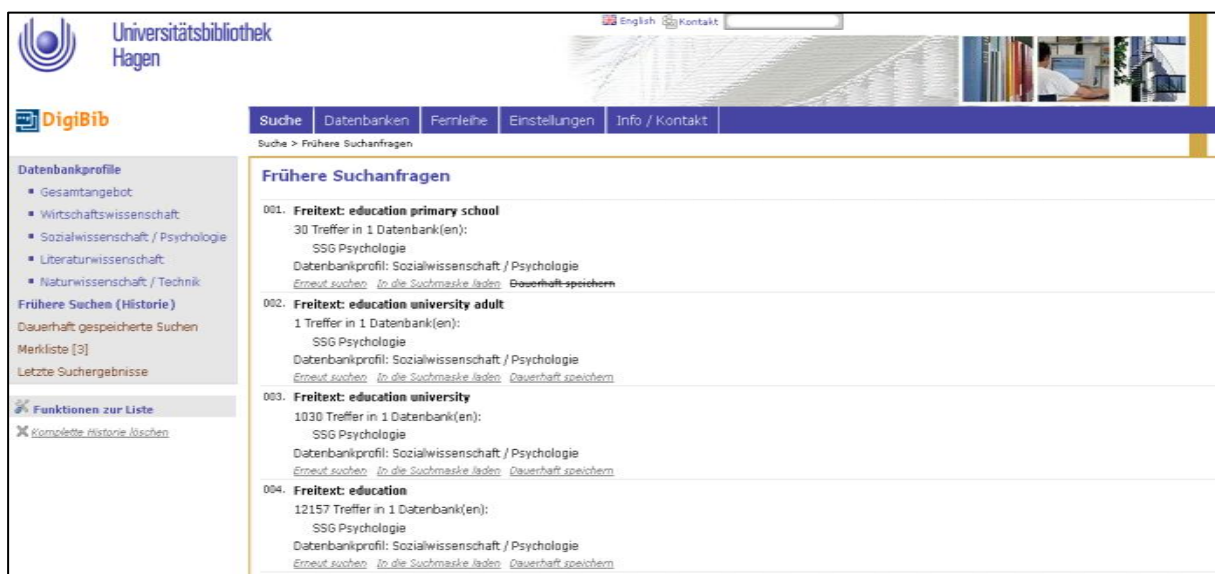 Universitätsbibliothek
Hagen
English Kontakt
DigiBib
Suche Datenbanken Fernleihe Einstellungen Info / Kontakt
Suche > Frühere Suchanfragen
Datenbankprofile
Gesamtangebot
Wirtschaftswissenschaft
Sozialwissenschaft / Psychologie
Literaturwissenschaft
Naturwissenschaft / Technik
Frühere Suchen (Historie)
Dauerhaft gespeicherte Suchen
Merkliste [3]
Letzte Suchergebnisse
Funktionen zur Liste
Komplette Historie löschen
Frühere Suchanfragen
001. Freitext: education primary school
30 Treffer in 1 Datenbank(en):
SSG Psychologie
Datenbankprofil: Sozialwissenschaft / Psychologie
Erneut suchen In die Suchmaske laden Dauerhaft speichern
002. Freitext: education university adult
1 Treffer in 1 Datenbank(en):
SSG Psychologie
Datenbankprofil: Sozialwissenschaft / Psychologie
Erneut suchen In die Suchmaske laden Dauerhaft speichern
003. Freitext: education university
1030 Treffer in 1 Datenbank(en):
SSG Psychologie
Datenbankprofil: Sozialwissenschaft / Psychologie
Erneut suchen In die Suchmaske laden Dauerhaft speichern
004. Freitext: education
12157 Treffer in 1 Datenbank(en):
SSG Psychologie
Datenbankprofil: Sozialwissenschaft / Psychologie
Erneut suchen In die Suchmaske laden Dauerhaft speichern